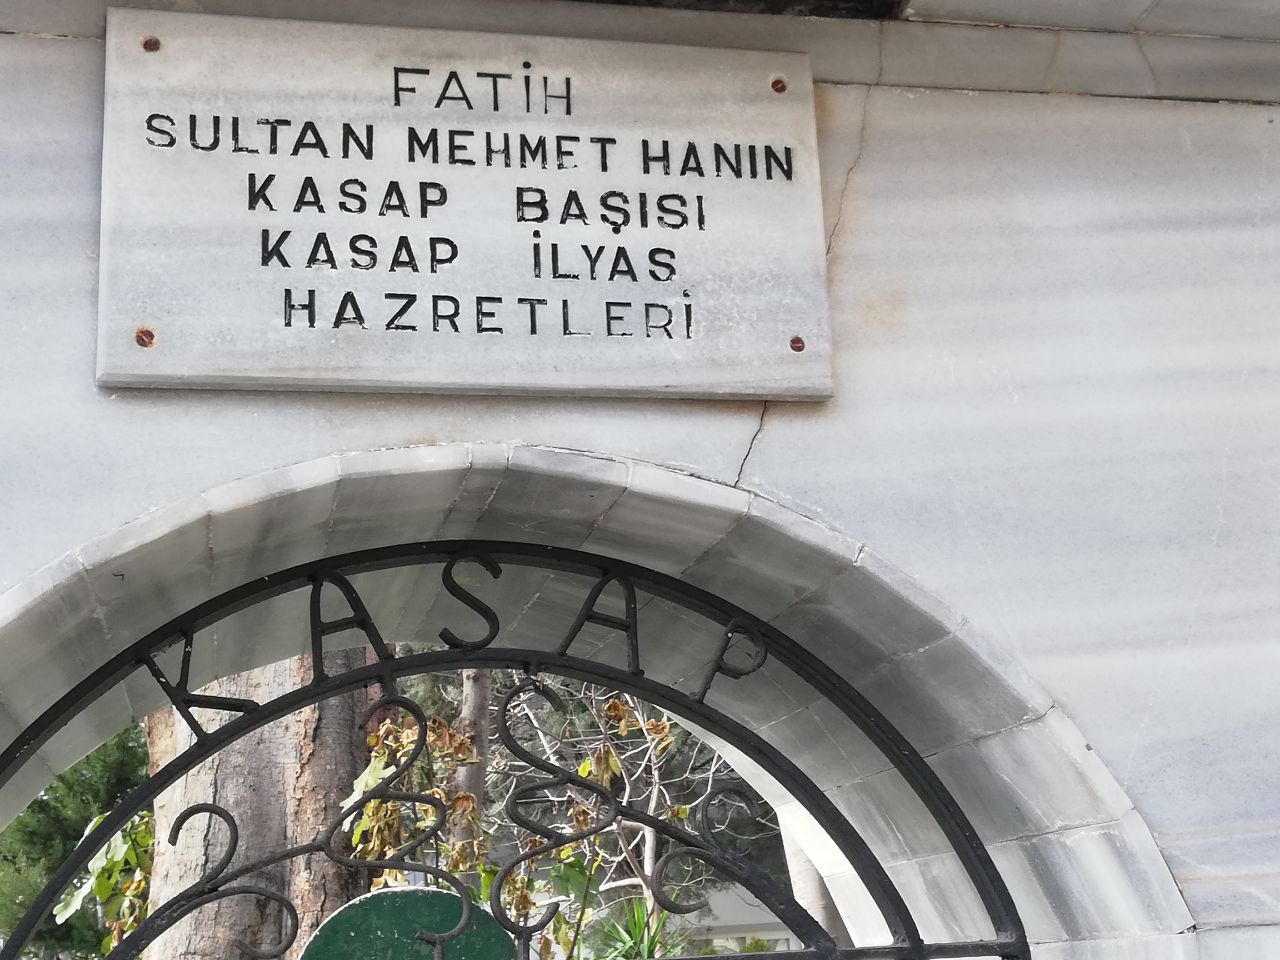 FATİH
SULTAN MEHMET HANIN
KASAP BAŞISI
KASAP İLYAS
HAZRETLERİ
KASAP